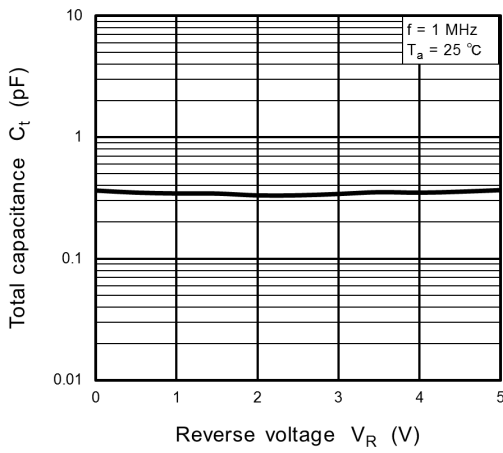 10
f = 1 MHz
Ta = 25 ℃
1
0.1
0.01
Total capacitance Ct (pF)
0 1 2 3 4 5
Reverse voltage VR (V)